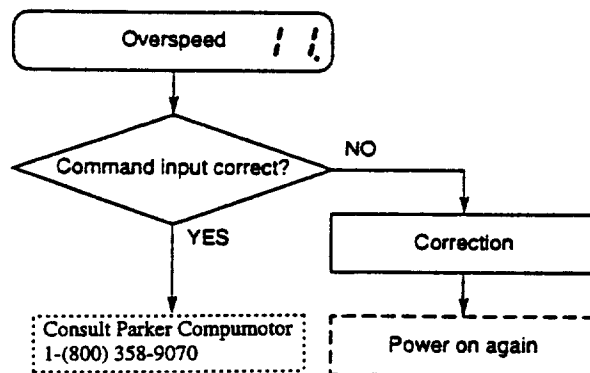 Overspeed 11.
Command input correct?
NO
YES
Correction
Consult Parker Compumotor
1-(800) 358-9070
Power on again